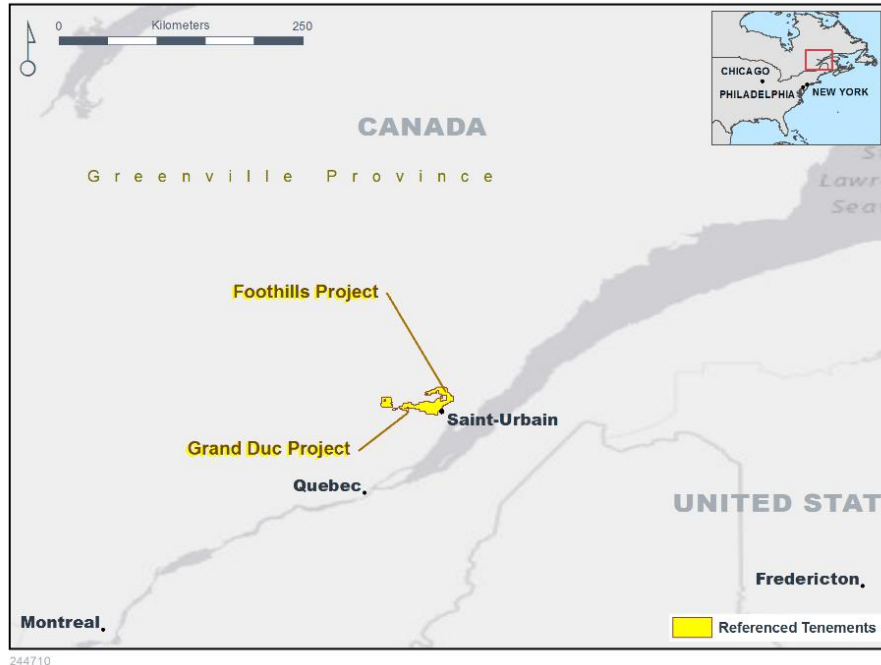 0 Kilometers 250
CHICAGO
PHILADELPHIA
NEW YORK
CANADA
Greenville Province
Lawr
Sea
Foothills Project
Saint-Urbain
Grand Duc Project
Quebec
UNITED STAT
Fredericton
Montreal
Referenced Tenements
244710